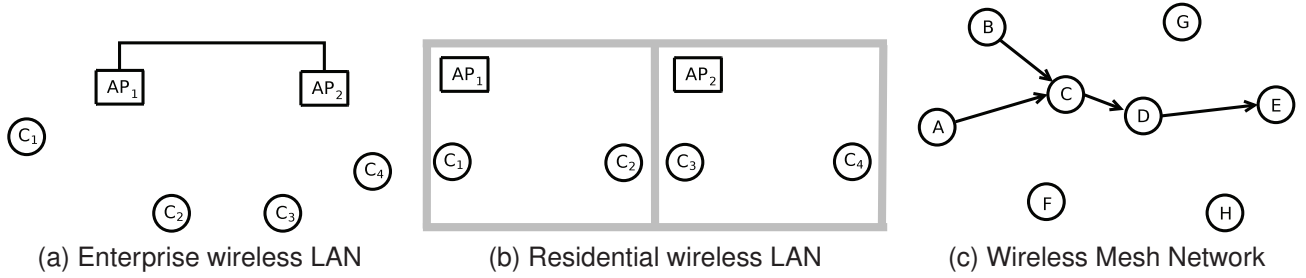 AP₁
AP₂
C₁
C₂
C₃
C₄
(a) Enterprise wireless LAN
AP₁
AP₂
C₁
C₂
C₃
C₄
(b) Residential wireless LAN
B
G
A
C
D
E
F
H
(c) Wireless Mesh Network